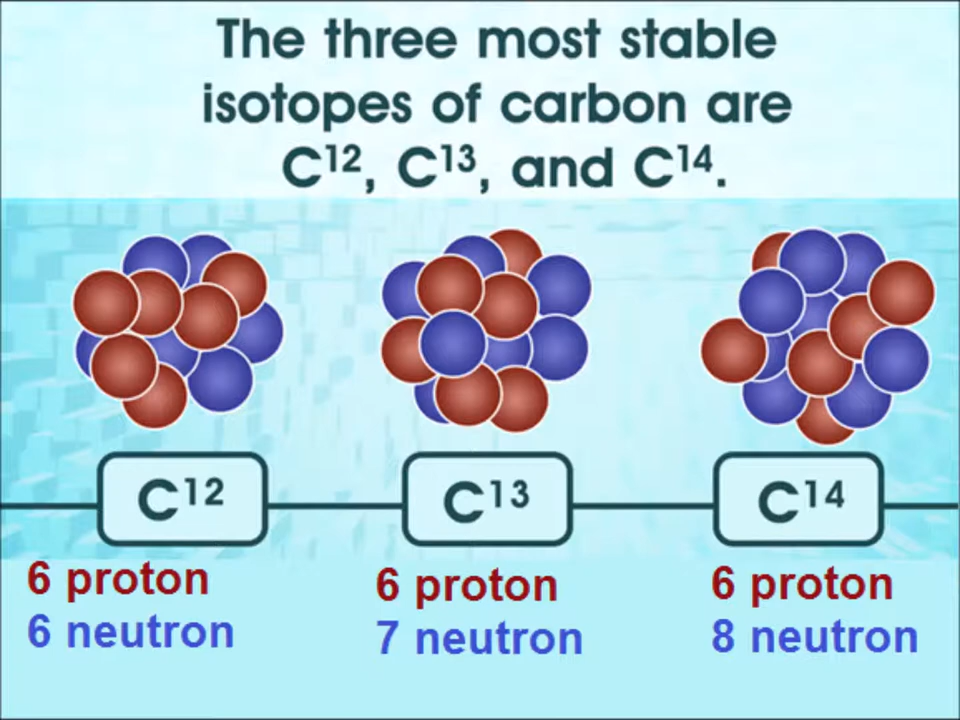 The three most stable
isotopes of carbon are
C¹², C¹³, and C¹⁴.
C¹² C¹³ C¹⁴
6 proton 6 proton 6 proton
6 neutron 7 neutron 8 neutron